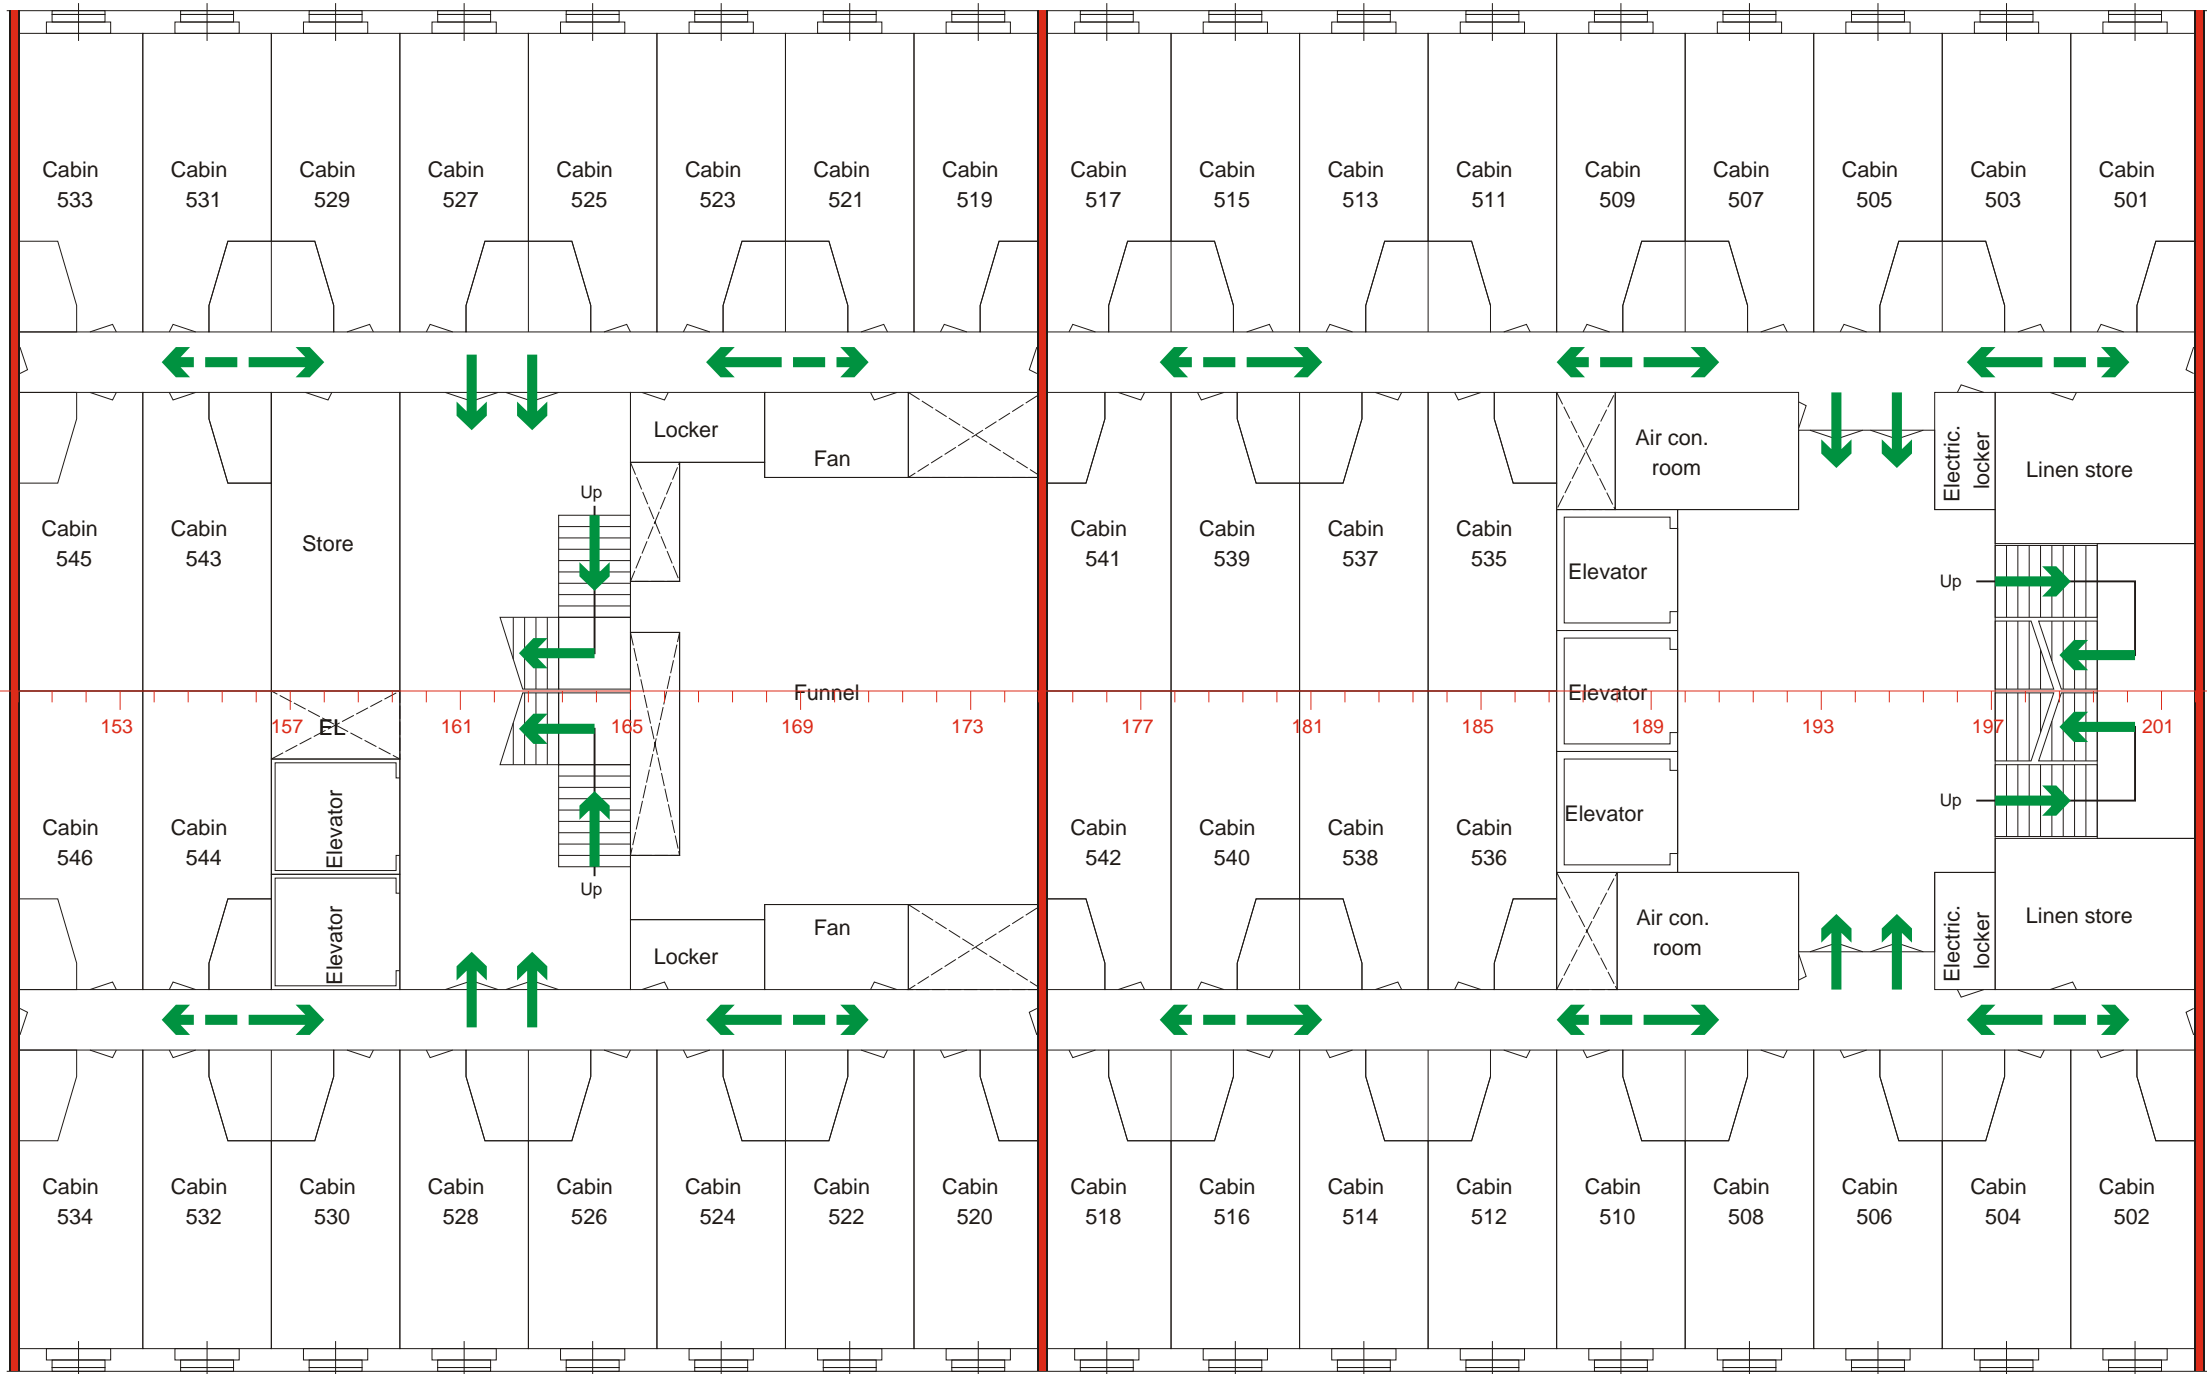 Cabin
533
Cabin
531
Cabin
529
Cabin
527
Cabin
525
Cabin
523
Cabin
521
Cabin
519
Cabin
517
Cabin
515
Cabin
513
Cabin
511
Cabin
509
Cabin
507
Cabin
505
Cabin
503
Cabin
501
Cabin
545
Cabin
543
Store
Up
Locker
Fan
Cabin
541
Cabin
539
Cabin
537
Cabin
535
Air con.
room
Elevator
Electric.
locker
Linen store
Up
Funnel
Elevator
153
157
EL
161
165
169
173
177
181
185
189
193
197
201
Cabin
546
Cabin
544
Elevator
Elevator
Up
Locker
Fan
Cabin
542
Cabin
540
Cabin
538
Cabin
536
Elevator
Air con.
room
Up
Electric.
locker
Linen store
Cabin
534
Cabin
532
Cabin
530
Cabin
528
Cabin
526
Cabin
524
Cabin
522
Cabin
520
Cabin
518
Cabin
516
Cabin
514
Cabin
512
Cabin
510
Cabin
508
Cabin
506
Cabin
504
Cabin
502